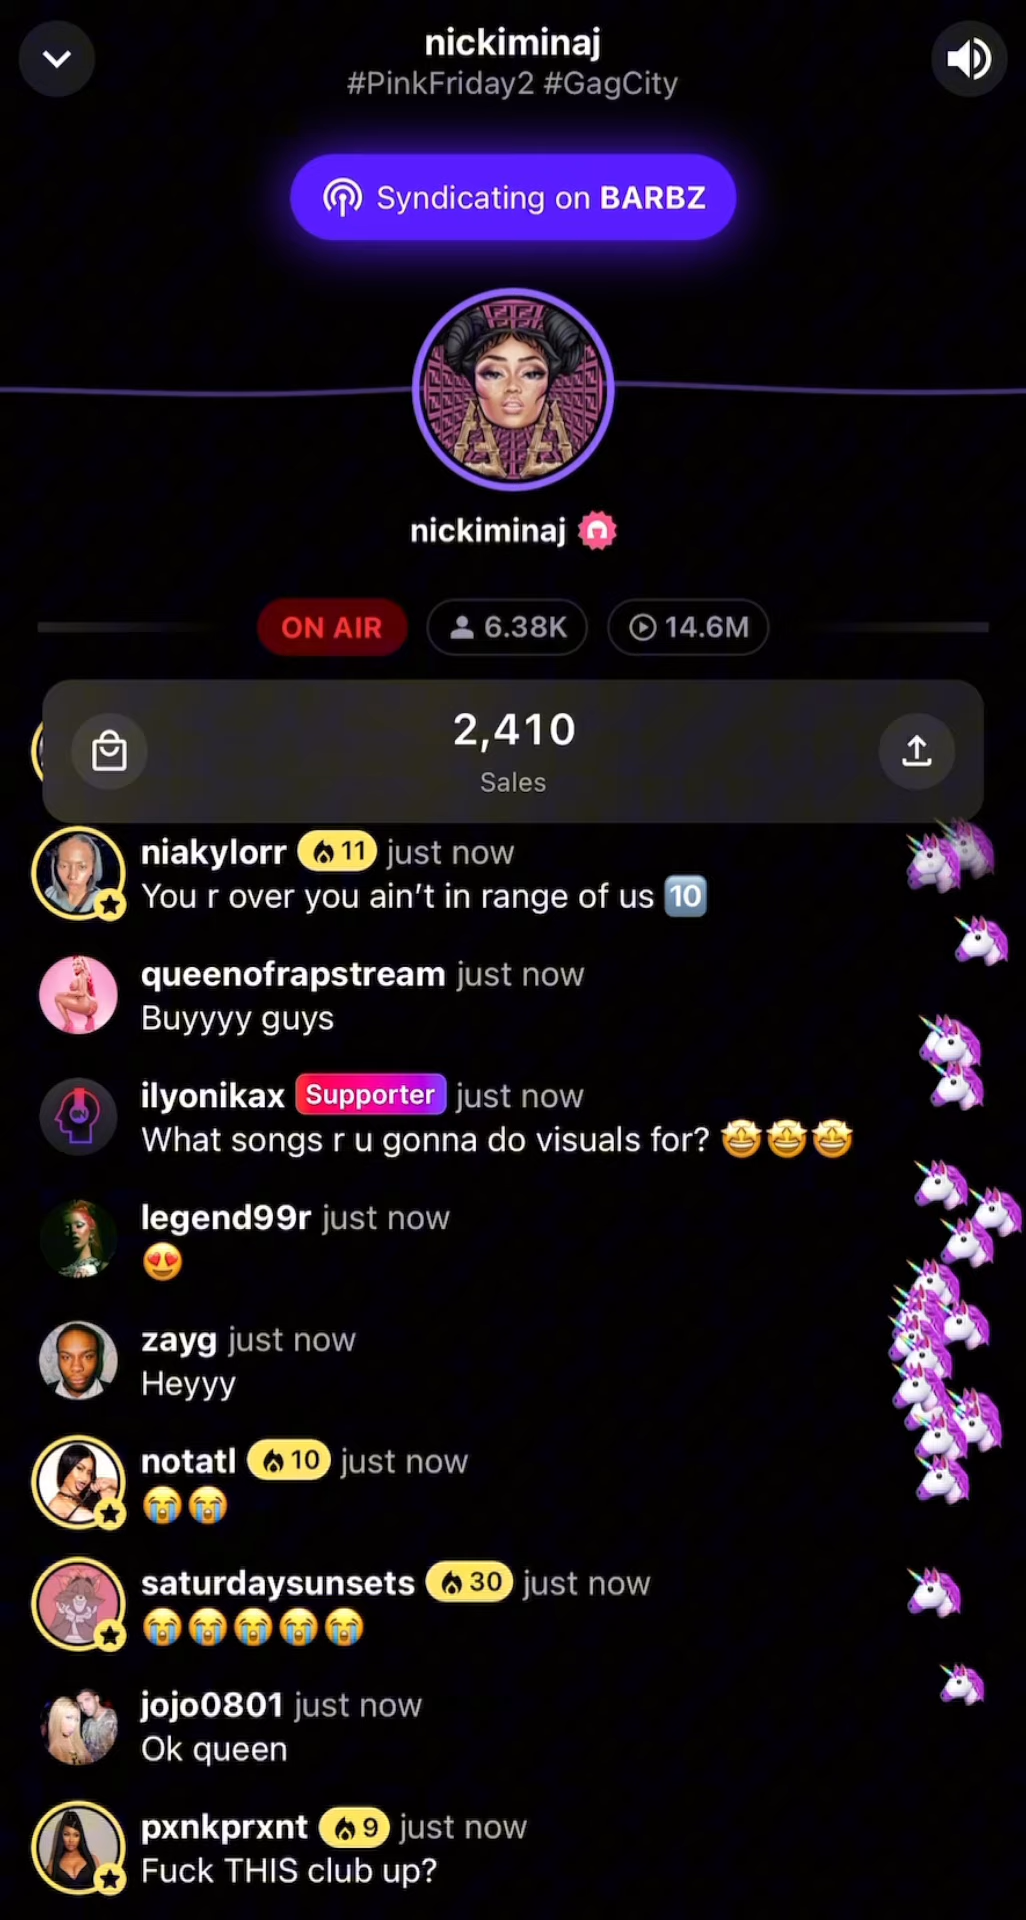 nickiminaj
#PinkFriday2 #GagCity
Syndicating on BARBZ
nickiminaj
ON AIR
6.38K
14.6M
2,410
Sales
niakylorr 11 just now
You r over you ain’t in range of us 🔟
queenofrapstream just now
Buyyyy guys
ilyonikax Supporter just now
What songs r u gonna do visuals for? 🤩🤩🤩
legend99r just now
😍
zayg just now
Heyyy
notatl 10 just now
😭😭
saturdaysunsets 30 just now
😭😭😭😭😭
jojo0801 just now
Ok queen
pxnkprxnt 9 just now
Fuck THIS club up?